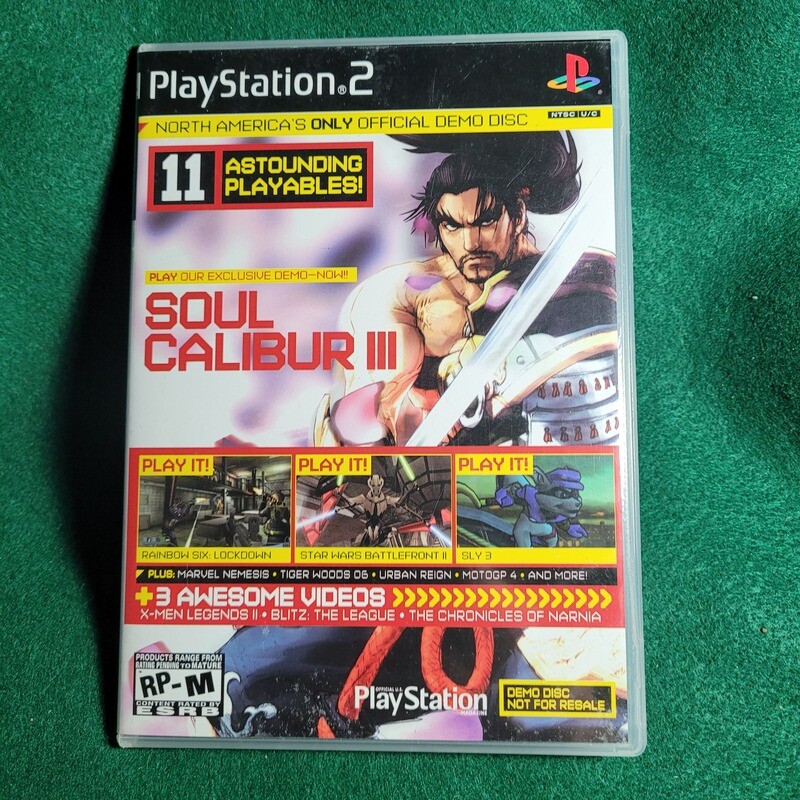 PlayStation®2
NTSC U/C
NORTH AMERICA'S ONLY OFFICIAL DEMO DISC
11 ASTOUNDING
PLAYABLES!
PLAY OUR EXCLUSIVE DEMO—NOW!!
SOUL
CALIBUR III
PLAY IT! PLAY IT! PLAY IT!
RAINBOW SIX: LOCKDOWN STAR WARS BATTLEFRONT II SLY 3
PLUS: MARVEL NEMESIS • TIGER WOODS 06 • URBAN REIGN • MOTOGP 4 • AND MORE!
+3 AWESOME VIDEOS
X-MEN LEGENDS II • BLITZ: THE LEAGUE • THE CHRONICLES OF NARNIA
PRODUCTS RANGE FROM
RATING PENDING TO MATURE
RP-M
CONTENT RATED BY
ESRB
OFFICIAL U.S.
PlayStation
MAGAZINE
DEMO DISC
NOT FOR RESALE